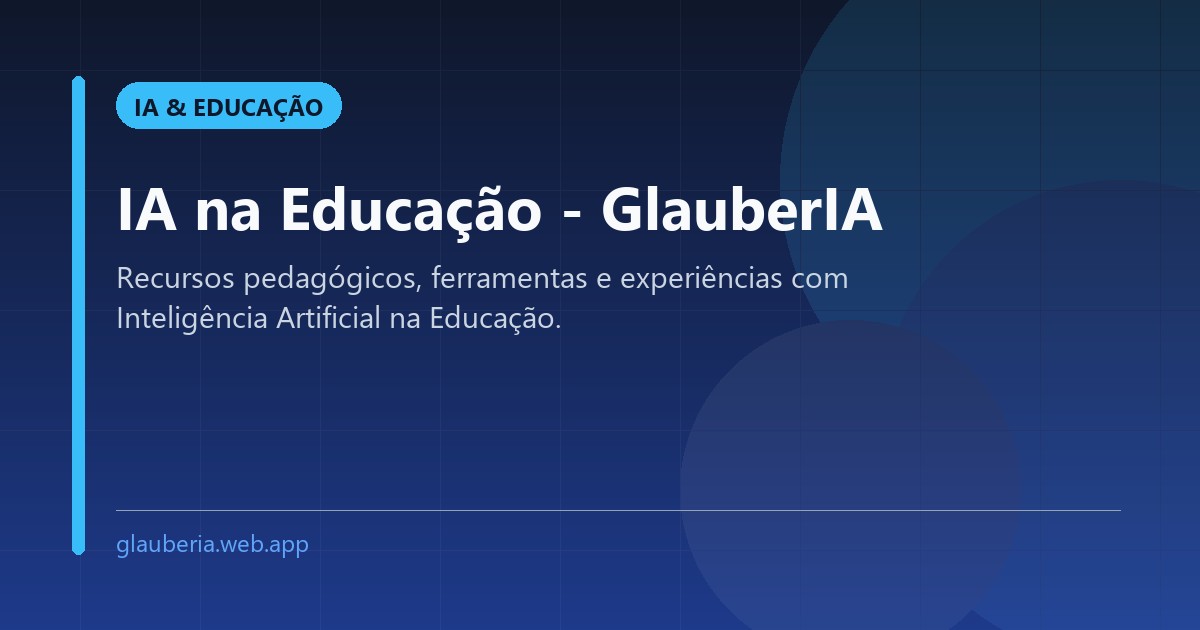 IA & EDUCAÇÃO
IA na Educação - GlauberIA
Recursos pedagógicos, ferramentas e experiências com
Inteligência Artificial na Educação.
glauberia.web.app